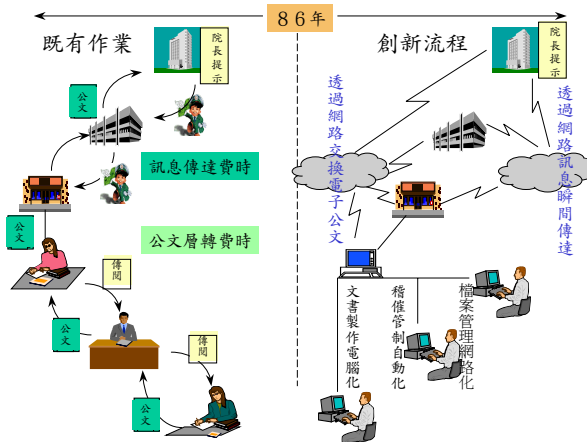 86年
既有作業
創新流程
院長提示
公文
訊息傳達費時
公文
公文層轉費時
傳閱
公文
傳閱
公文
院長提示
透過網路交換電子公文
透過網路訊息瞬間傳達
文書製作電腦化
稽催管制自動化
檔案管理網路化